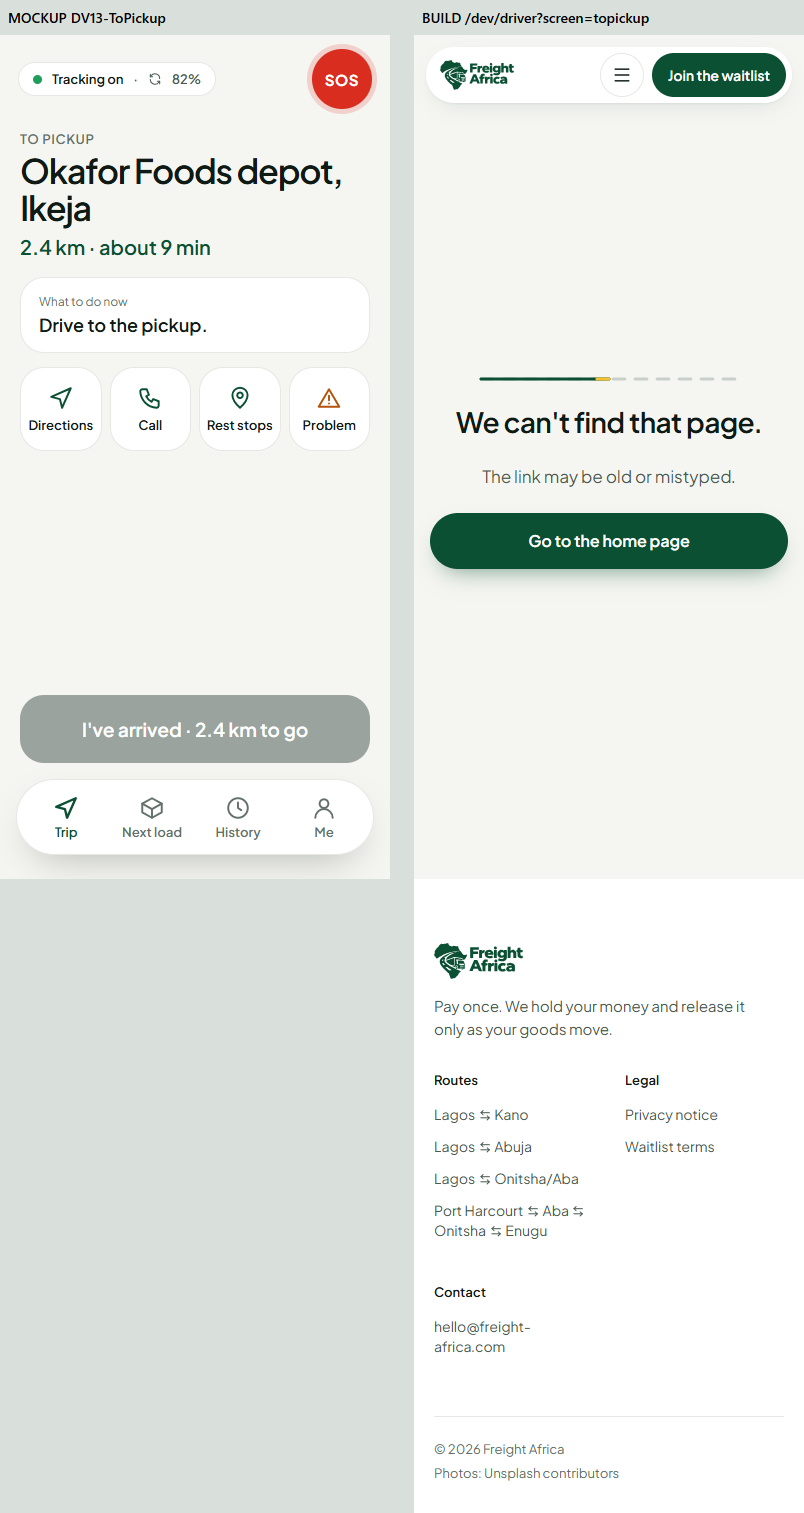 MOCKUP DV13-ToPickup
Tracking on · 82%
SOS
TO PICKUP
Okafor Foods depot,
Ikeja
2.4 km · about 9 min
What to do now
Drive to the pickup.
Directions
Call
Rest stops
Problem
I've arrived · 2.4 km to go
Trip
Next load
History
Me
BUILD /dev/driver?screen=topickup
Freight
Africa
Join the waitlist
We can't find that page.
The link may be old or mistyped.
Go to the home page
Freight
Africa
Pay once. We hold your money and release it
only as your goods move.
Routes
Lagos ⇆ Kano
Lagos ⇆ Abuja
Lagos ⇆ Onitsha/Aba
Port Harcourt ⇆ Aba ⇆
Onitsha ⇆ Enugu
Legal
Privacy notice
Waitlist terms
Contact
hello@freight-
africa.com
© 2026 Freight Africa
Photos: Unsplash contributors